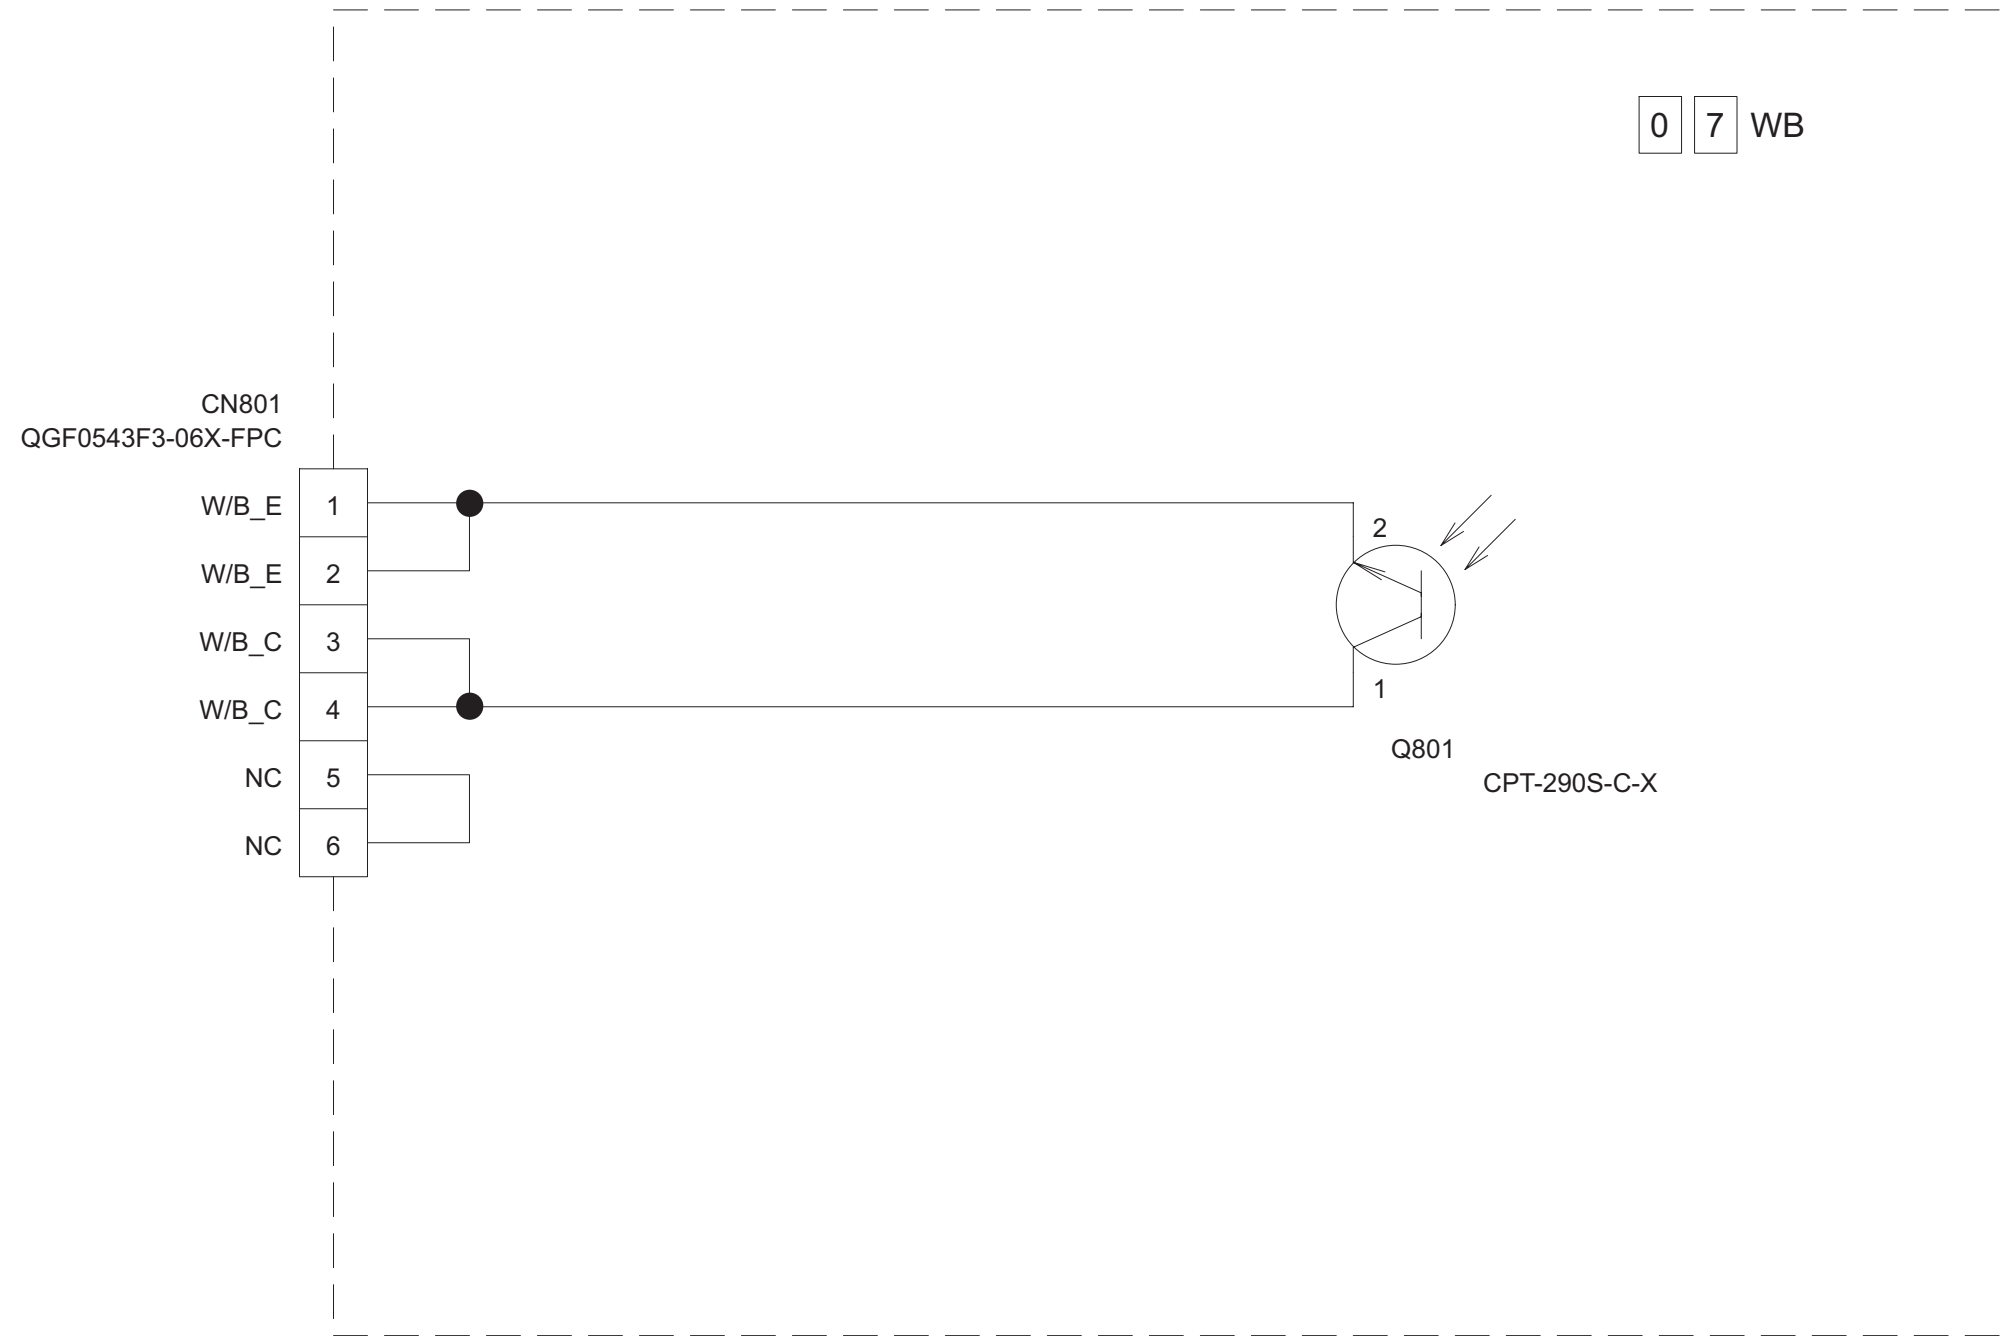 0 7 WB
CN801
QGF0543F3-06X-FPC
W/B_E 1
W/B_E 2
W/B_C 3
W/B_C 4
NC 5
NC 6
2
1
Q801
CPT-290S-C-X